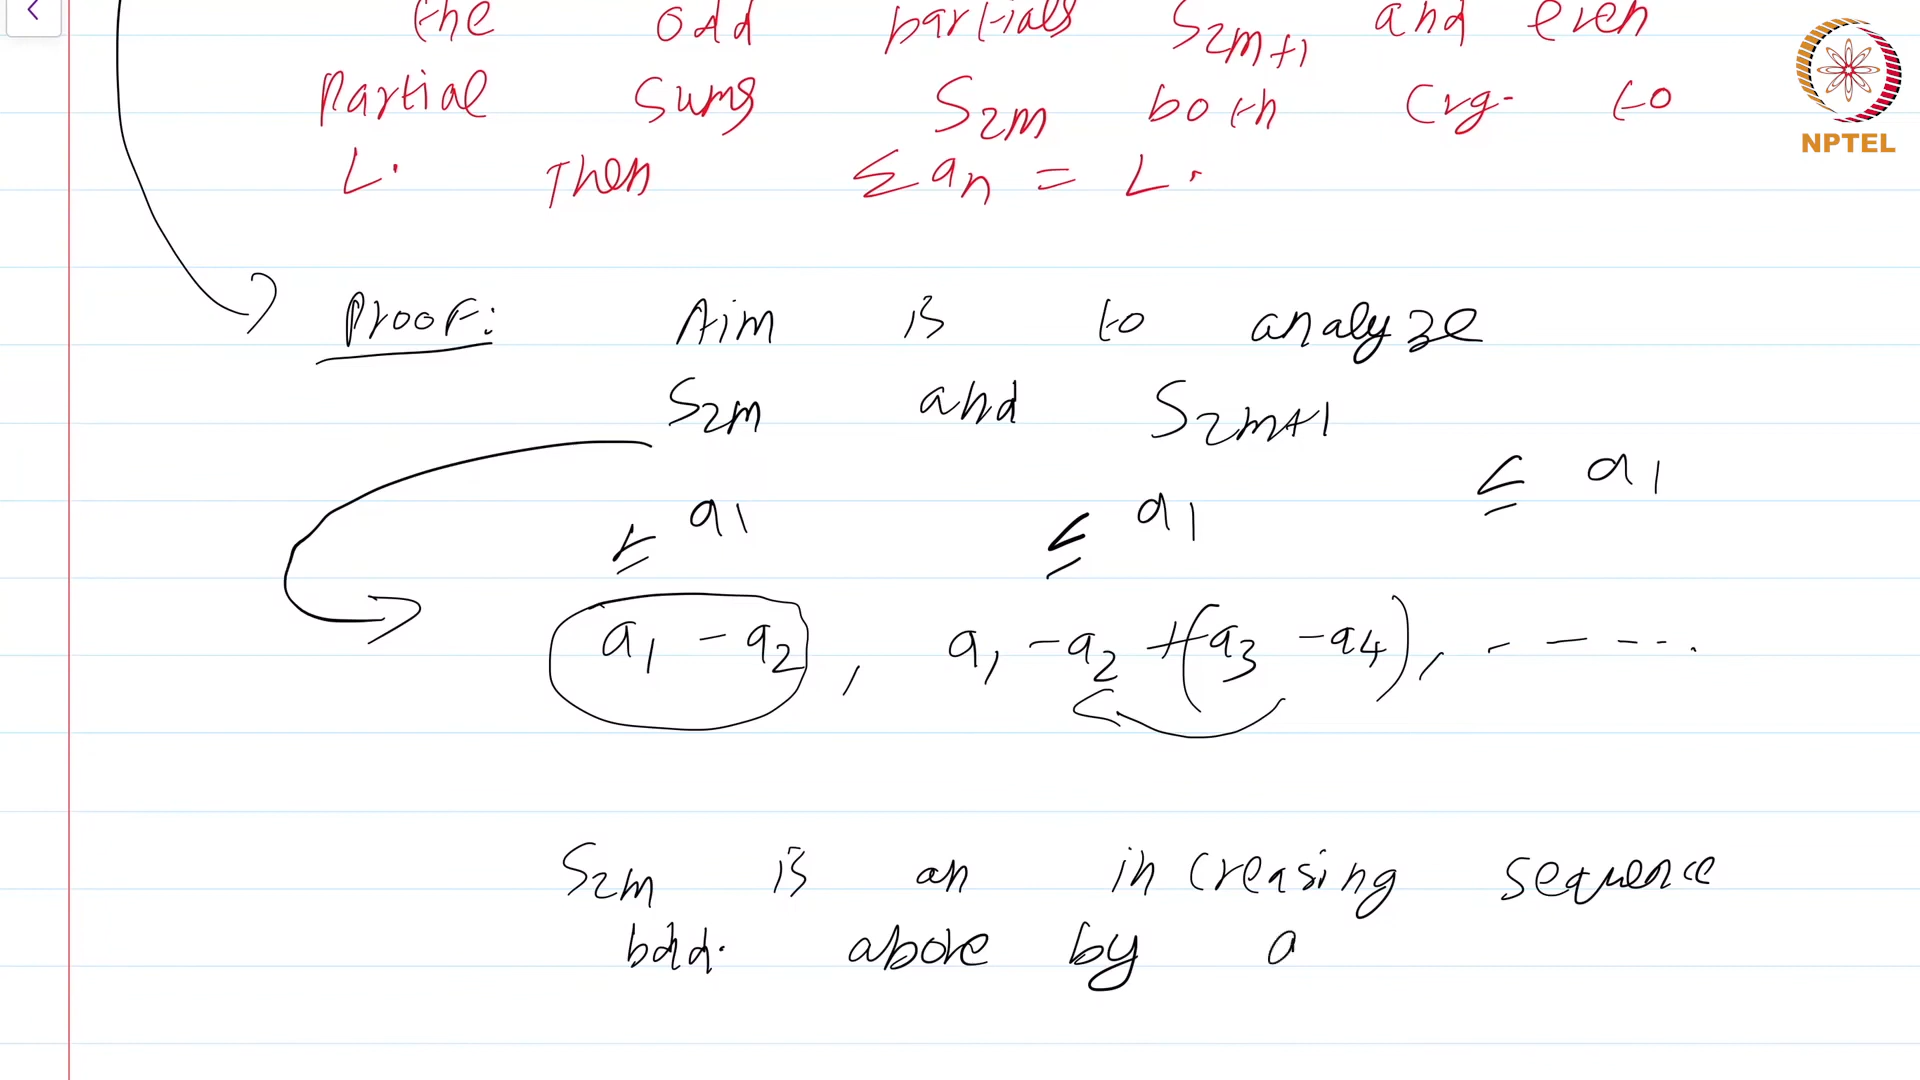 the odd partials S2m+1 and even
Partial sums S2m both cvg. to
L. Then Σ an = L.
NPTEL
Proof: Aim is to analyze
S2m and S2m+1
≤ a1 ≤ a1 ≤ a1
a1 - a2, a1 - a2 + (a3 - a4), - - - ...
S2m is an increasing sequence
bdd. above by a